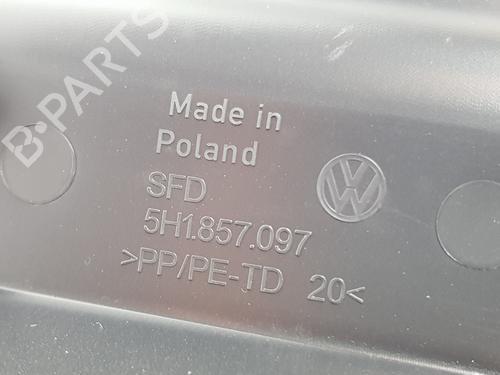 B-PARTS
Made in
Poland
SFD
5H1.857.097
>PP/PE-TD 20<